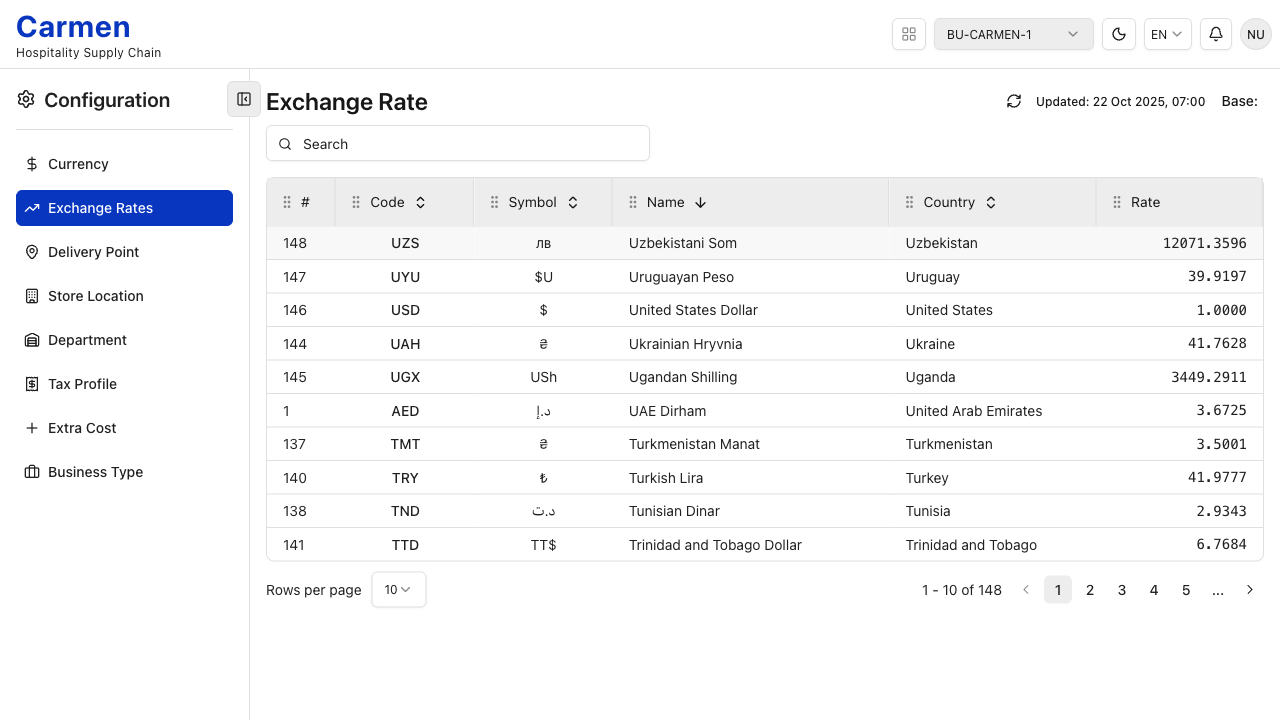 Carmen
Hospitality Supply Chain
BU-CARMEN-1
EN
NU
Configuration
Currency
Exchange Rates
Delivery Point
Store Location
Department
Tax Profile
Extra Cost
Business Type
Exchange Rate
Updated: 22 Oct 2025, 07:00 Base:
Search
# Code Symbol Name Country Rate
148 UZS лв Uzbekistani Som Uzbekistan 12071.3596
147 UYU $U Uruguayan Peso Uruguay 39.9197
146 USD $ United States Dollar United States 1.0000
144 UAH ₴ Ukrainian Hryvnia Ukraine 41.7628
145 UGX USh Ugandan Shilling Uganda 3449.2911
1 AED د.إ UAE Dirham United Arab Emirates 3.6725
137 TMT ₴ Turkmenistan Manat Turkmenistan 3.5001
140 TRY ₺ Turkish Lira Turkey 41.9777
138 TND د.ت Tunisian Dinar Tunisia 2.9343
141 TTD TT$ Trinidad and Tobago Dollar Trinidad and Tobago 6.7684
Rows per page 10
1 - 10 of 148 1 2 3 4 5 ...